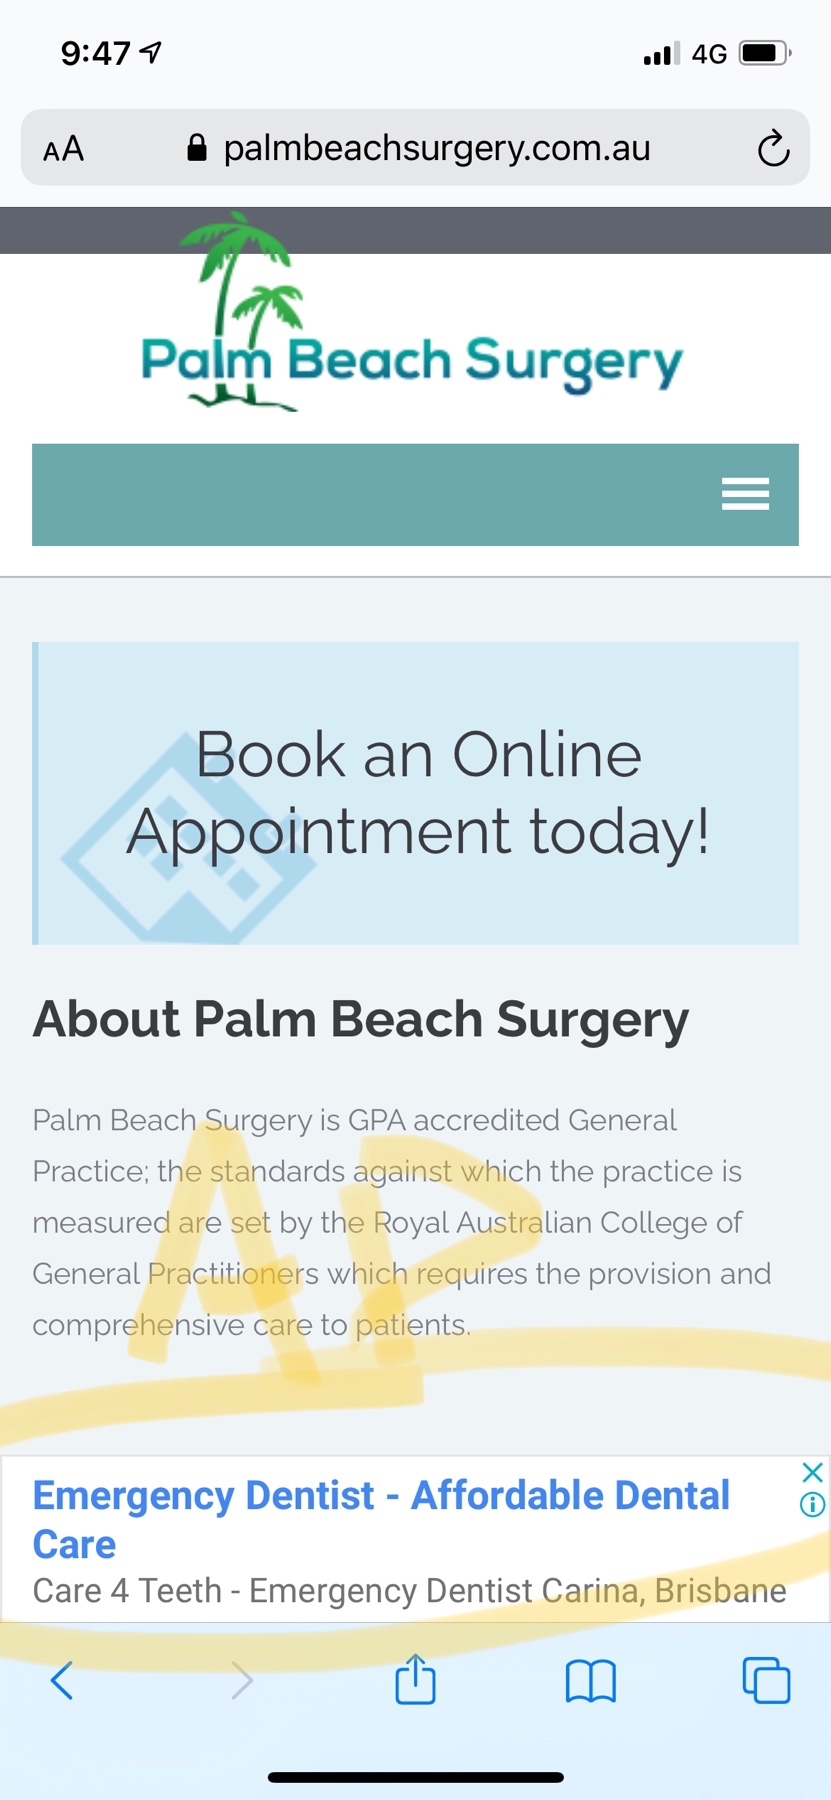 9:47
4G
AA
palmbeachsurgery.com.au
Palm Beach Surgery
Book an Online
Appointment today!
About Palm Beach Surgery
Palm Beach Surgery is GPA accredited General
Practice; the standards against which the practice is
measured are set by the Royal Australian College of
General Practitioners which requires the provision and
comprehensive care to patients.
AP
Emergency Dentist - Affordable Dental
Care
Care 4 Teeth - Emergency Dentist Carina, Brisbane